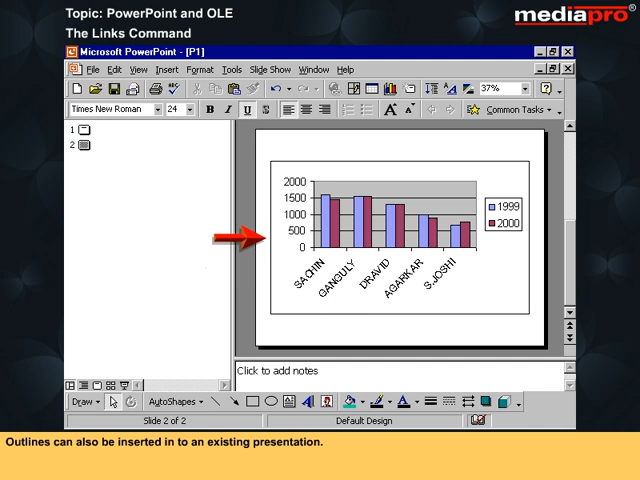 Topic: PowerPoint and OLE
mediapro®
The Links Command
Microsoft PowerPoint - [P1]
File Edit View Insert Format Tools Slide Show Window Help
37%
Times New Roman 24 B I U S A A Common Tasks
1
2
2000
1500
1000
500
0
SACHIN
GANGULY
DRAVID
AGARKAR
S.JOSHI
1999
2000
Click to add notes
Draw AutoShapes
Slide 2 of 2 Default Design
Outlines can also be inserted in to an existing presentation.